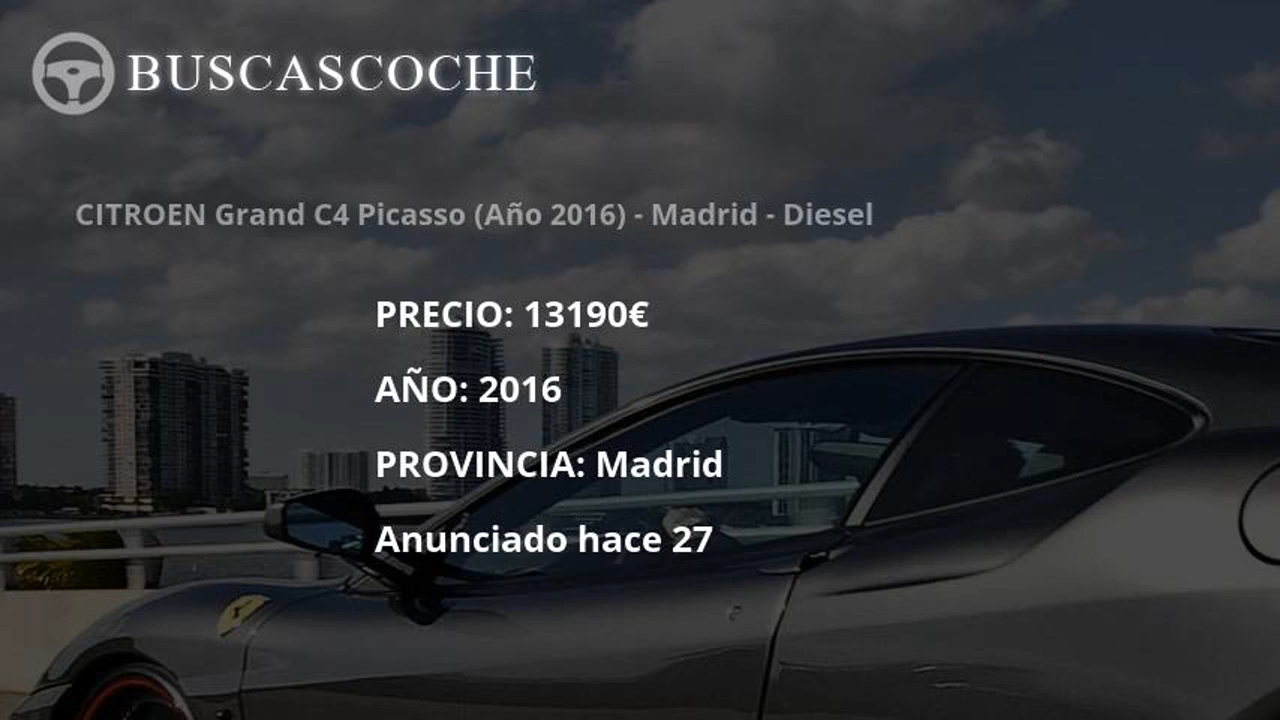 BUSCASCOCHE
CITROEN Grand C4 Picasso (Año 2016) - Madrid - Diesel
PRECIO: 13190€
AÑO: 2016
PROVINCIA: Madrid
Anunciado hace 27